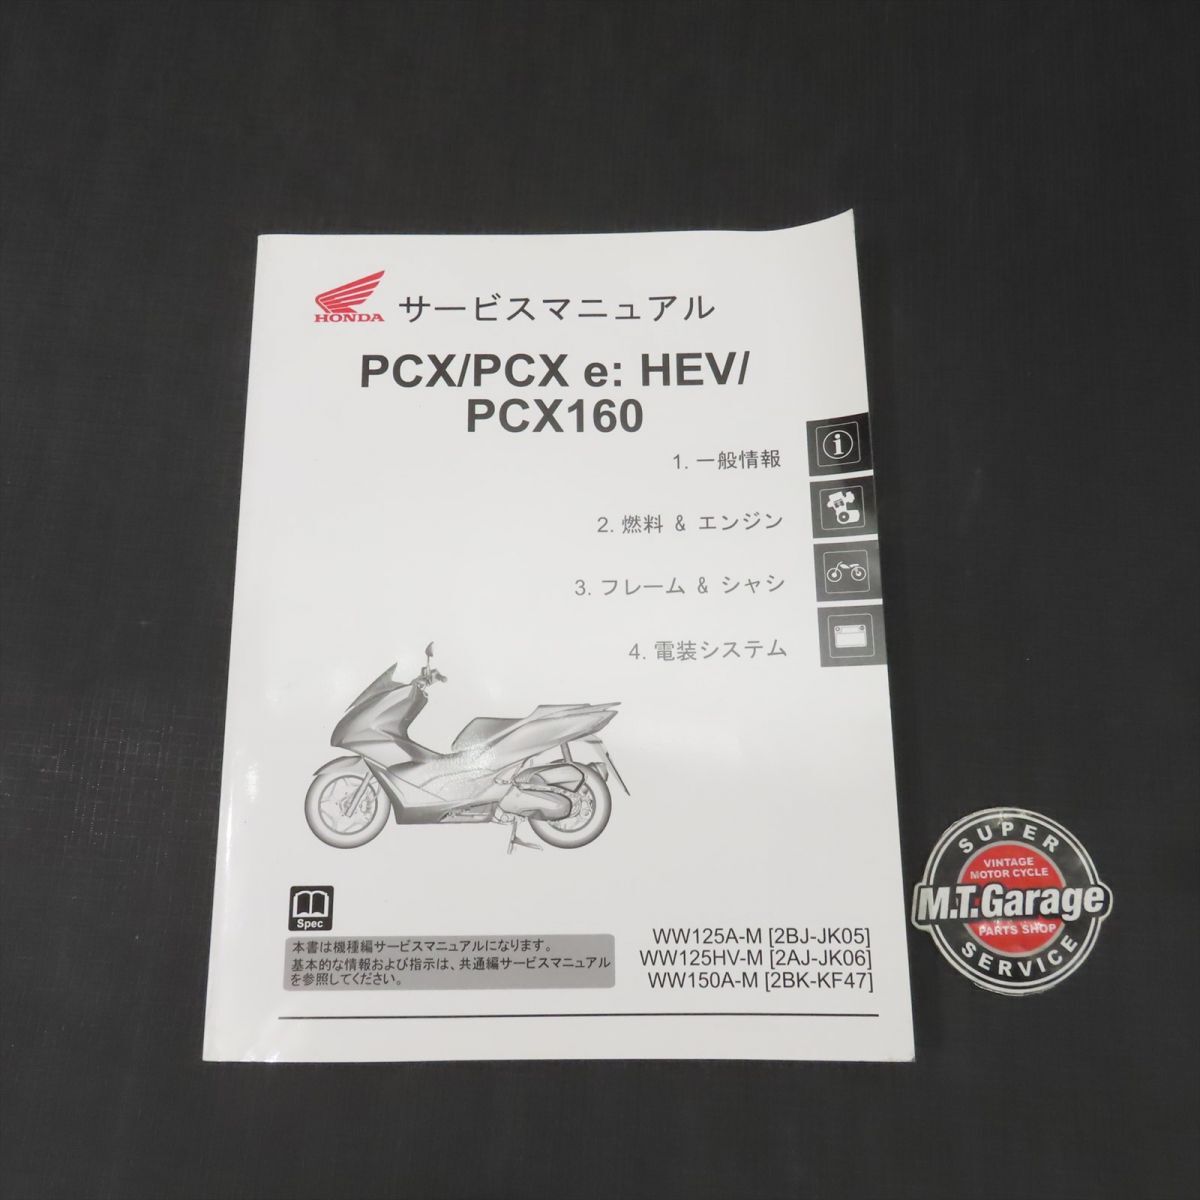 HONDA サービスマニュアル
PCX/PCX e: HEV/
PCX160
1. 一般情報
2. 燃料 & エンジン
3. フレーム & シャシ
4. 電装システム
Spec
本書は機種編サービスマニュアルになります。
基本的な情報および指示は、共通編サービスマニュアル
を参照してください。
WW125A-M [2BJ-JK05]
WW125HV-M [2AJ-JK06]
WW150A-M [2BK-KF47]
SUPER
VINTAGE
MOTOR CYCLE
M.T.Garage
PARTS SHOP
SERVICE